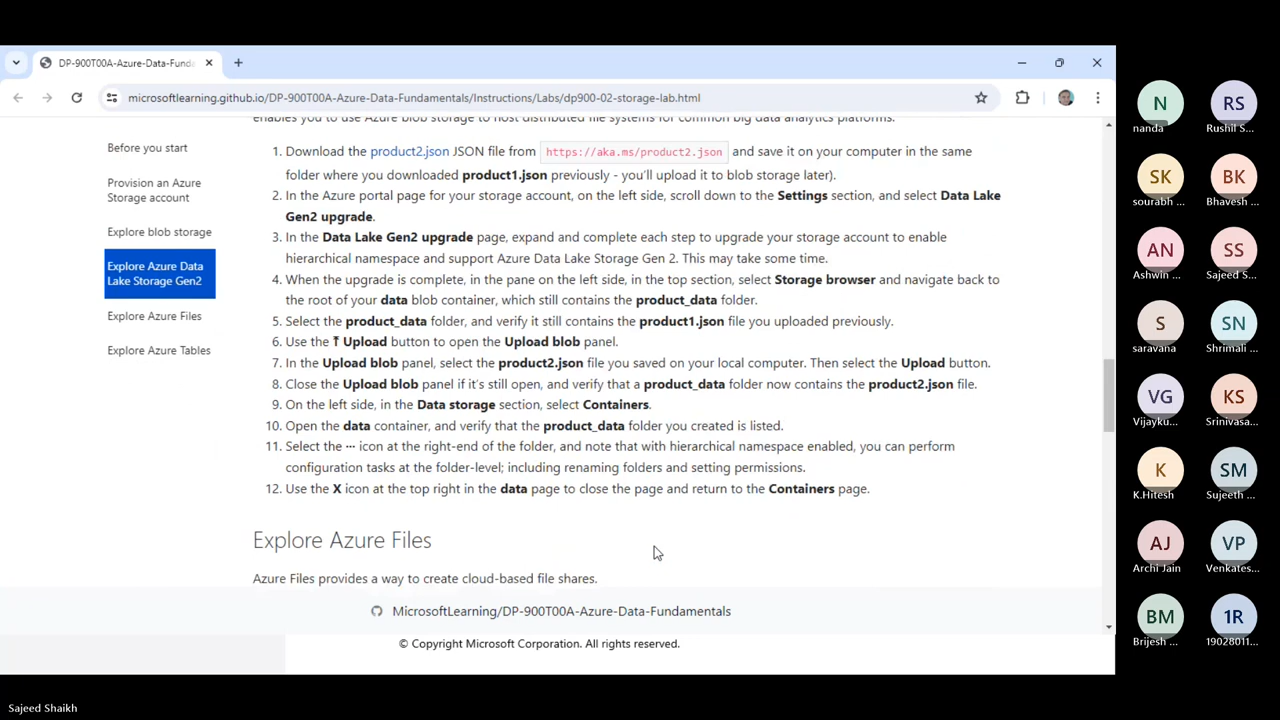 DP-900T00A-Azure-Data-Funda
microsoftlearning.github.io/DP-900T00A-Azure-Data-Fundamentals/Instructions/Labs/dp900-02-storage-lab.html
enables you to use Azure blob storage to host distributed file systems for common big data analytics platforms.
Before you start
Provision an Azure
Storage account
Explore blob storage
Explore Azure Data
Lake Storage Gen2
Explore Azure Files
Explore Azure Tables
1. Download the product2.json JSON file from https://aka.ms/product2.json and save it on your computer in the same
folder where you downloaded product1.json previously - you'll upload it to blob storage later).
2. In the Azure portal page for your storage account, on the left side, scroll down to the Settings section, and select Data Lake
Gen2 upgrade.
3. In the Data Lake Gen2 upgrade page, expand and complete each step to upgrade your storage account to enable
hierarchical namespace and support Azure Data Lake Storage Gen 2. This may take some time.
4. When the upgrade is complete, in the pane on the left side, in the top section, select Storage browser and navigate back to
the root of your data blob container, which still contains the product_data folder.
5. Select the product_data folder, and verify it still contains the product1.json file you uploaded previously.
6. Use the ⤒ Upload button to open the Upload blob panel.
7. In the Upload blob panel, select the product2.json file you saved on your local computer. Then select the Upload button.
8. Close the Upload blob panel if it's still open, and verify that a product_data folder now contains the product2.json file.
9. On the left side, in the Data storage section, select Containers.
10. Open the data container, and verify that the product_data folder you created is listed.
11. Select the ··· icon at the right-end of the folder, and note that with hierarchical namespace enabled, you can perform
configuration tasks at the folder-level; including renaming folders and setting permissions.
12. Use the X icon at the top right in the data page to close the page and return to the Containers page.
Explore Azure Files
Azure Files provides a way to create cloud-based file shares.
MicrosoftLearning/DP-900T00A-Azure-Data-Fundamentals
© Copyright Microsoft Corporation. All rights reserved.
N
nanda
RS
Rushil S...
SK
sourabh ...
BK
Bhavesh ...
AN
Ashwin ...
SS
Sajeed S...
S
saravana
SN
Shrimali ...
VG
Vijayku...
KS
Srinivasa...
K
K.Hitesh
SM
Sujeeth ...
AJ
Archi Jain
VP
Venkates...
BM
Brijesh ...
1R
19028011...
Sajeed Shaikh